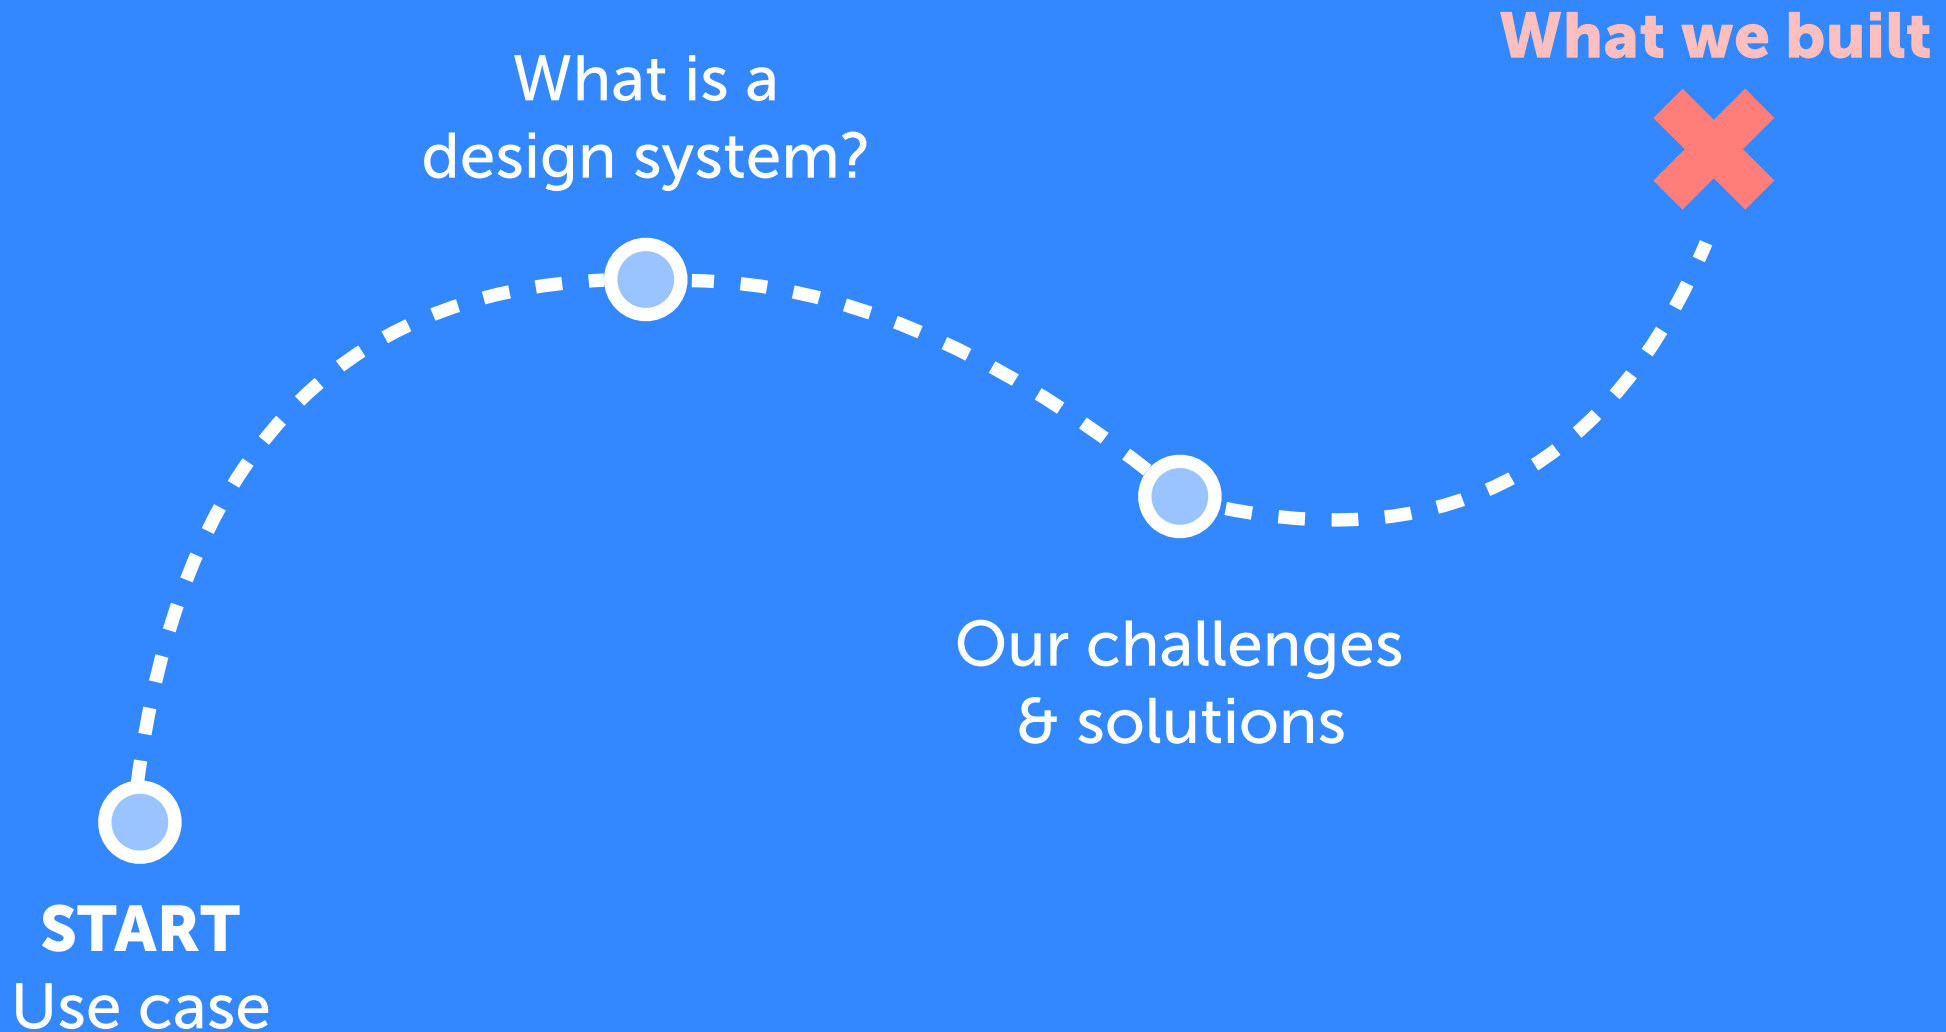 What we built
What is a
design system?
Our challenges
& solutions
START
Use case